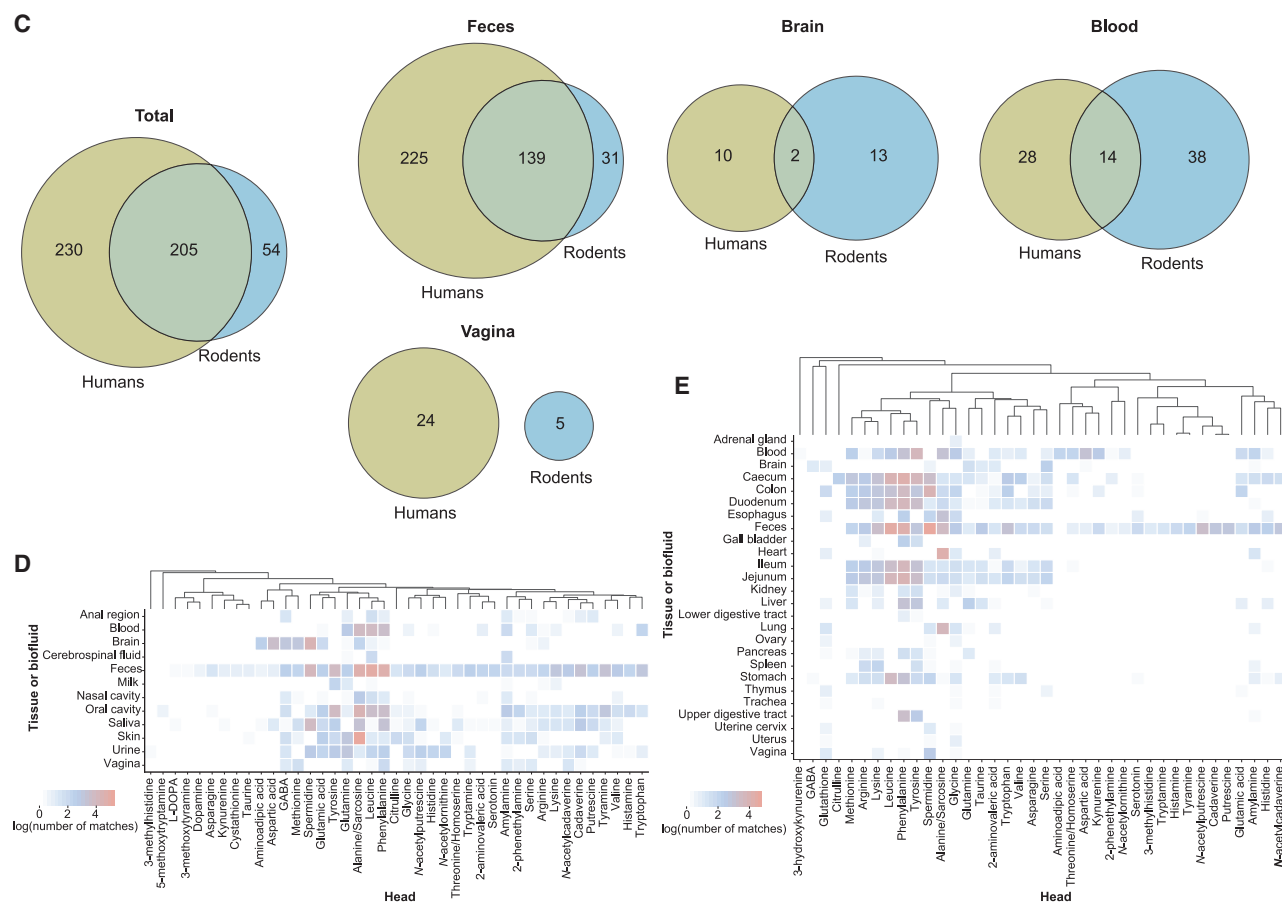 C
Total
230
205
54
Humans
Rodents
Feces
225
139
31
Humans
Rodents
Brain
10
2
13
Humans
Rodents
Blood
28
14
38
Humans
Rodents
Vagina
24
5
Humans
Rodents
D
Tissue or biofluid
Anal region
Blood
Brain
Cerebrospinal fluid
Feces
Milk
Nasal cavity
Oral cavity
Saliva
Skin
Urine
Vagina
0 2 4
log(number of matches)
3-methylhistidine
5-methoxytryptamine
L-DOPA
3-methoxytyramine
Dopamine
Asparagine
Kynurenine
Cystathionine
Taurine
Aminoadipic acid
Aspartic acid
GABA
Methionine
Spermidine
Glutamic acid
Tyrosine
Glutamine
Alanine/Sarcosine
Leucine
Phenylalanine
Citrulline
Glycine
N-acetylputrescine
Histidine
N-acetylornithine
Threonine/Homoserine
Tryptamine
2-aminovaleric acid
Serotonin
Amylamine
2-phenethylamine
Serine
Arginine
Lysine
N-acetylcadaverine
Cadaverine
Putrescine
Tyramine
Valine
Histamine
Tryptophan
Head
E
Tissue or biofluid
Adrenal gland
Blood
Brain
Caecum
Colon
Duodenum
Esophagus
Feces
Gall bladder
Heart
Ileum
Jejunum
Kidney
Liver
Lower digestive tract
Lung
Ovary
Pancreas
Spleen
Stomach
Thymus
Trachea
Upper digestive tract
Uterine cervix
Uterus
Vagina
0 2 4
log(number of matches)
3-hydroxykynurenine
GABA
Glutathione
Citrulline
Methionine
Arginine
Lysine
Leucine
Phenylalanine
Tyrosine
Spermidine
Alanine/Sarcosine
Glycine
Glutamine
Taurine
2-aminovaleric acid
Tryptophan
Valine
Asparagine
Serine
Aminoadipic acid
Threonine/Homoserine
Aspartic acid
Kynurenine
2-phenethylamine
N-acetylornithine
Serotonin
3-methylhistidine
Tryptamine
Histamine
Tyramine
N-acetylputrescine
Cadaverine
Putrescine
Glutamic acid
Amylamine
Histidine
N-acetylcadaverine
Head